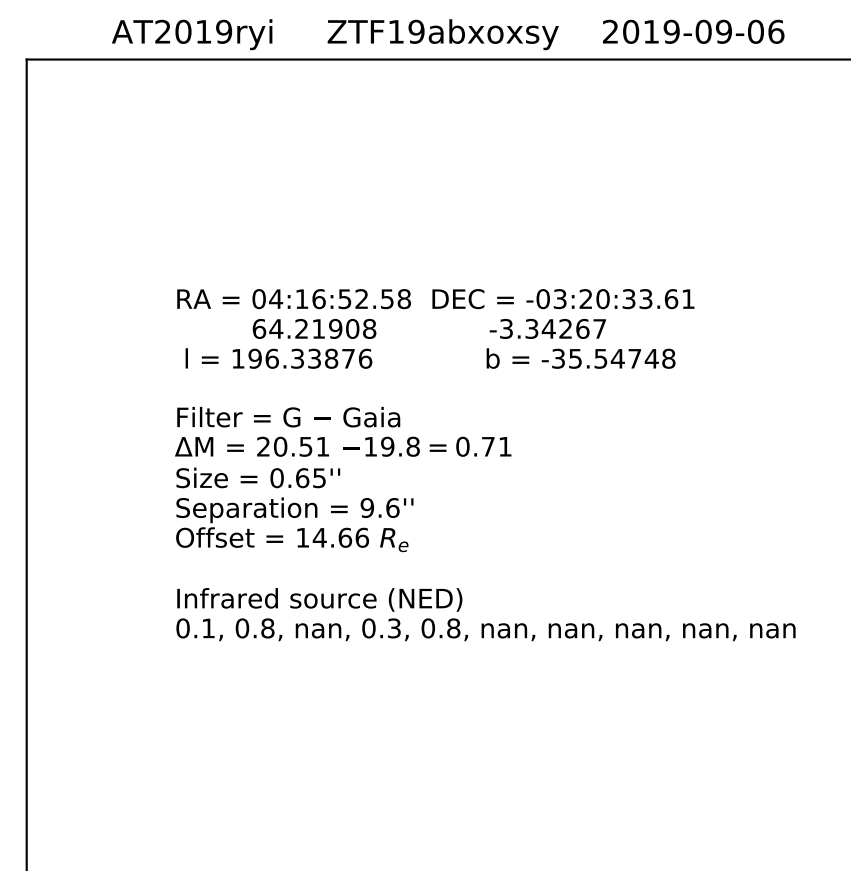 AT2019ryi ZTF19abxoxsy 2019-09-06
RA = 04:16:52.58 DEC = -03:20:33.61
64.21908 -3.34267
l = 196.33876 b = -35.54748
Filter = G − Gaia
ΔM = 20.51 −19.8 = 0.71
Size = 0.65''
Separation = 9.6''
Offset = 14.66 Rₑ
Infrared source (NED)
0.1, 0.8, nan, 0.3, 0.8, nan, nan, nan, nan, nan